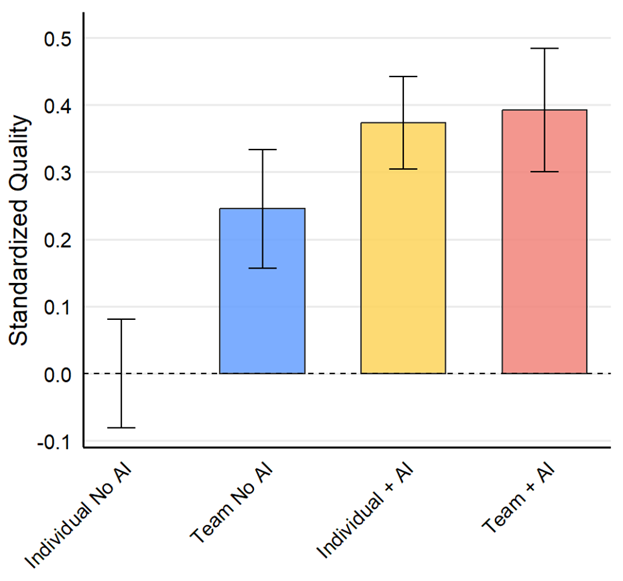 Standardized Quality
0.5
0.4
0.3
0.2
0.1
0.0
-0.1
Individual No AI
Team No AI
Individual + AI
Team + AI